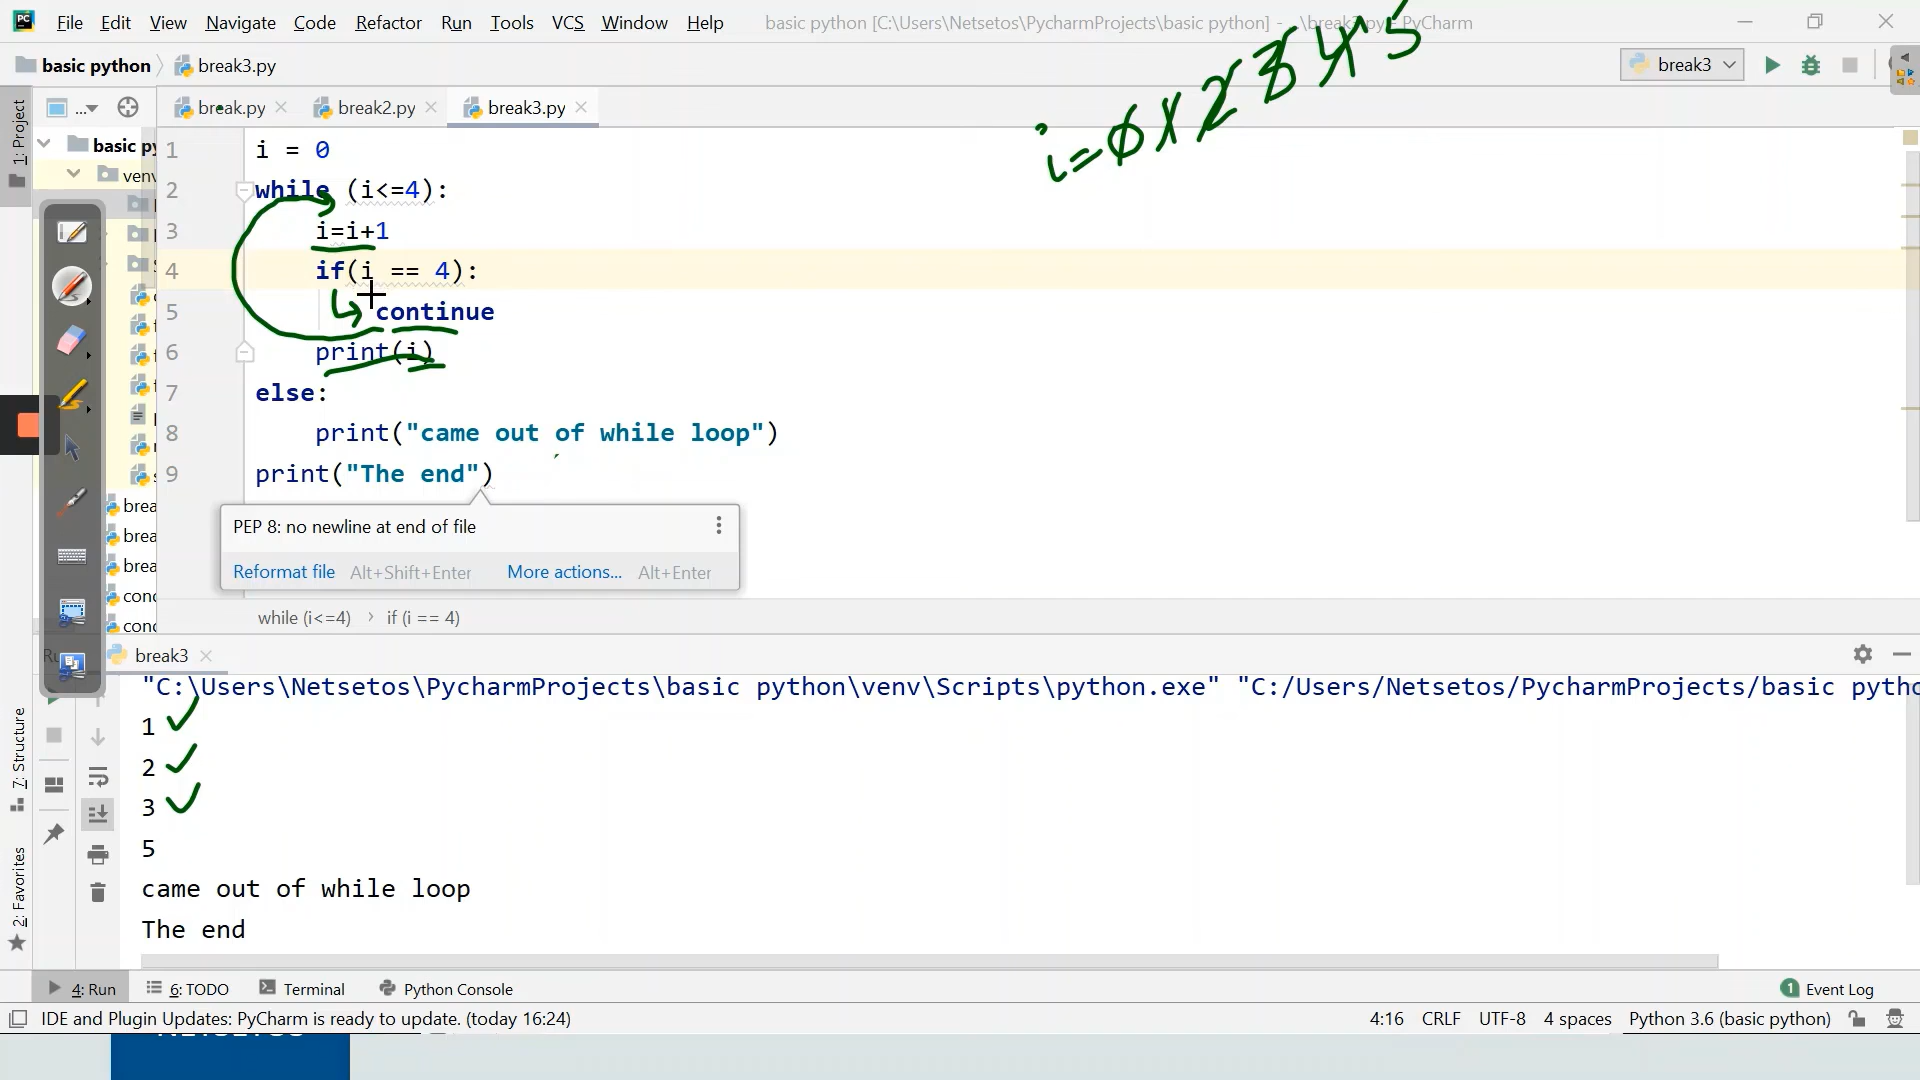 File Edit View Navigate Code Refactor Run Tools VCS Window Help basic python [C:\Users\Netsetos\PycharmProjects\basic python] - ...\break3.py - PyCharm
basic python break3.py break3
1: Project
... break.py break2.py break3.py
i=0 1 2 3 4 5
basic py
venv
1 i = 0
2 while (i<=4):
3 i=i+1
4 if(i == 4):
5 continue
6 print(i)
7 else:
8 print("came out of while loop")
9 print("The end")
brea
brea
brea
conc
conc
PEP 8: no newline at end of file
Reformat file Alt+Shift+Enter More actions... Alt+Enter
while (i<=4) › if (i == 4)
break3
"C:\Users\Netsetos\PycharmProjects\basic python\venv\Scripts\python.exe" "C:/Users/Netsetos/PycharmProjects/basic pytho
1
2
3
5
came out of while loop
The end
7: Structure
2: Favorites
4: Run 6: TODO Terminal Python Console 1 Event Log
IDE and Plugin Updates: PyCharm is ready to update. (today 16:24) 4:16 CRLF UTF-8 4 spaces Python 3.6 (basic python)